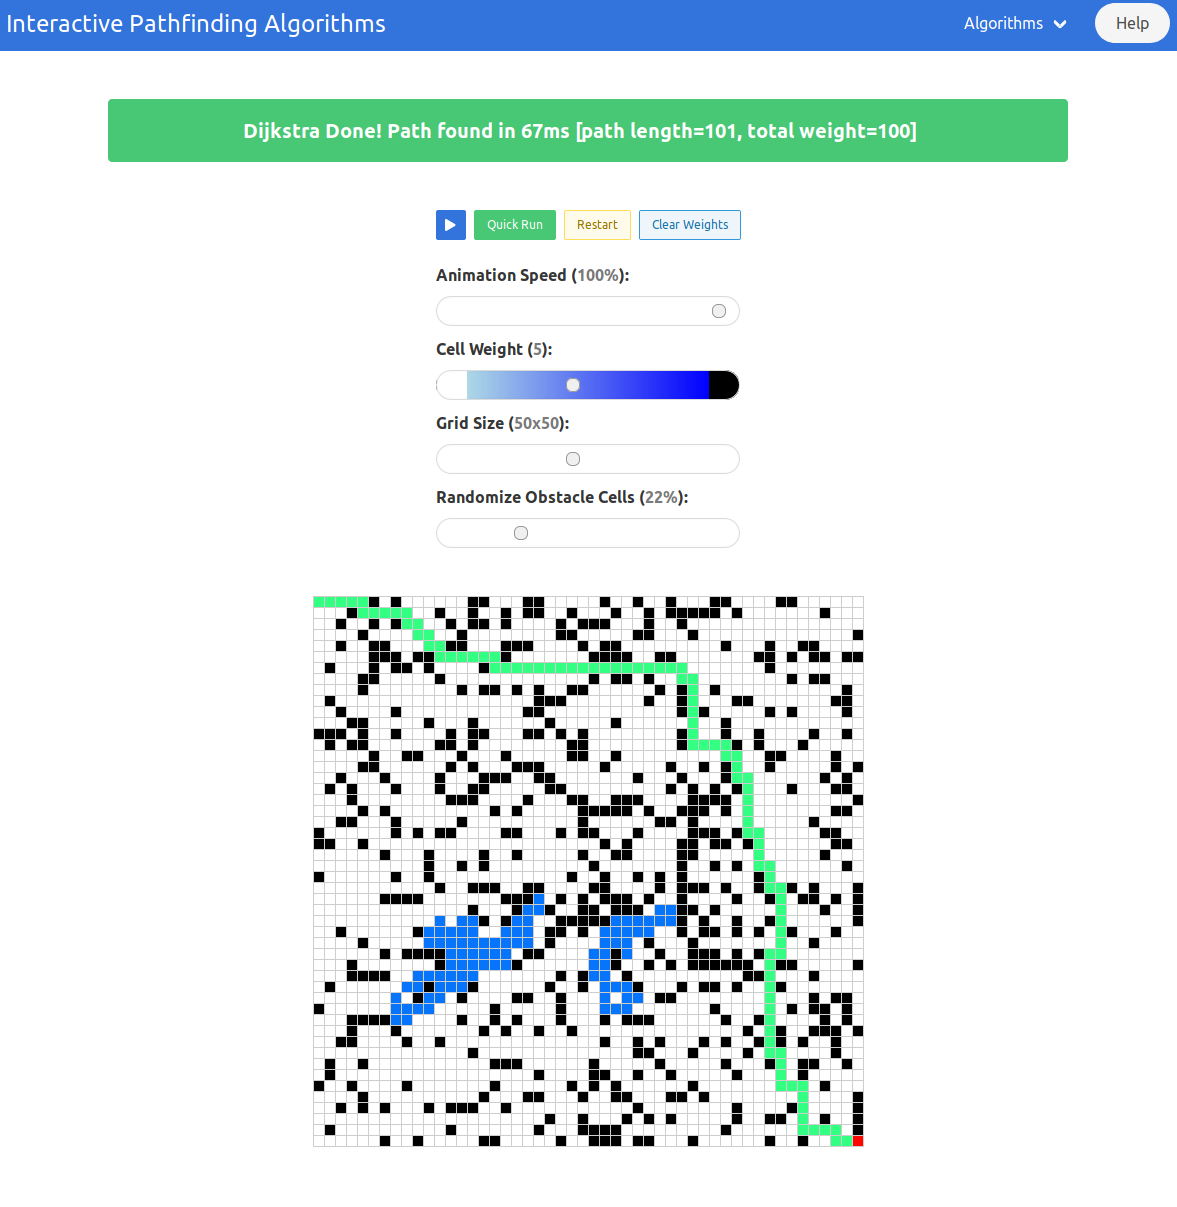 Interactive Pathfinding Algorithms
Algorithms
Help
Dijkstra Done! Path found in 67ms [path length=101, total weight=100]
Quick Run
Restart
Clear Weights
Animation Speed (100%):
Cell Weight (5):
Grid Size (50x50):
Randomize Obstacle Cells (22%):